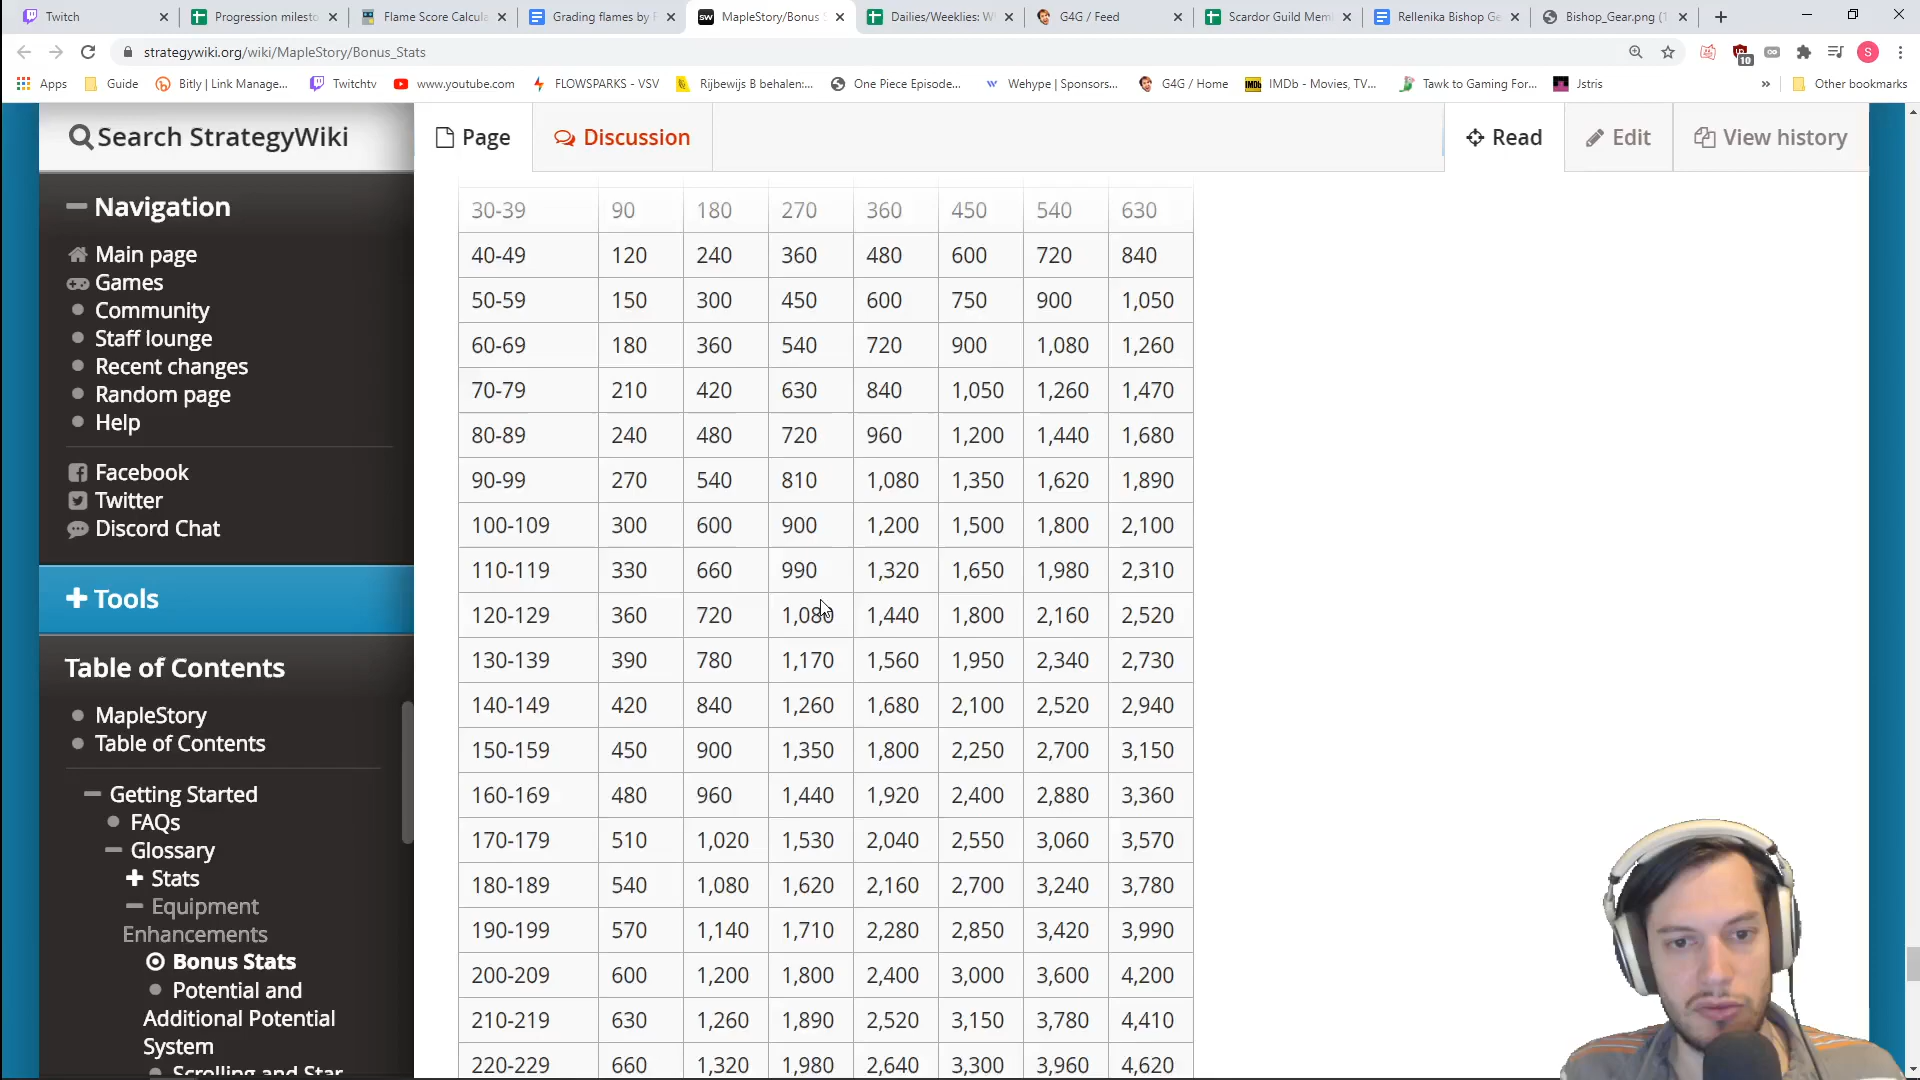 Twitch
Progression milesto
Flame Score Calcula
Grading flames by F
MapleStory/Bonus S
Dailies/Weeklies: W
G4G / Feed
Scardor Guild Mem
Rellenika Bishop Ge
Bishop_Gear.png (1
strategywiki.org/wiki/MapleStory/Bonus_Stats
10
S
Apps
Guide
Bitly | Link Manage...
Twitchtv
www.youtube.com
FLOWSPARKS - VSV
Rijbewijs B behalen:...
One Piece Episode...
Wehype | Sponsors...
G4G / Home
IMDb - Movies, TV...
Tawk to Gaming For...
Jstris
»
Other bookmarks
Search StrategyWiki
Page
Discussion
Read
Edit
View history
Navigation
Main page
Games
Community
Staff lounge
Recent changes
Random page
Help
Facebook
Twitter
Discord Chat
Tools
Table of Contents
MapleStory
Table of Contents
Getting Started
FAQs
Glossary
Stats
Equipment
Enhancements
Bonus Stats
Potential and
Additional Potential
System
Scrolling and Star
30-39 90 180 270 360 450 540 630
40-49 120 240 360 480 600 720 840
50-59 150 300 450 600 750 900 1,050
60-69 180 360 540 720 900 1,080 1,260
70-79 210 420 630 840 1,050 1,260 1,470
80-89 240 480 720 960 1,200 1,440 1,680
90-99 270 540 810 1,080 1,350 1,620 1,890
100-109 300 600 900 1,200 1,500 1,800 2,100
110-119 330 660 990 1,320 1,650 1,980 2,310
120-129 360 720 1,080 1,440 1,800 2,160 2,520
130-139 390 780 1,170 1,560 1,950 2,340 2,730
140-149 420 840 1,260 1,680 2,100 2,520 2,940
150-159 450 900 1,350 1,800 2,250 2,700 3,150
160-169 480 960 1,440 1,920 2,400 2,880 3,360
170-179 510 1,020 1,530 2,040 2,550 3,060 3,570
180-189 540 1,080 1,620 2,160 2,700 3,240 3,780
190-199 570 1,140 1,710 2,280 2,850 3,420 3,990
200-209 600 1,200 1,800 2,400 3,000 3,600 4,200
210-219 630 1,260 1,890 2,520 3,150 3,780 4,410
220-229 660 1,320 1,980 2,640 3,300 3,960 4,620